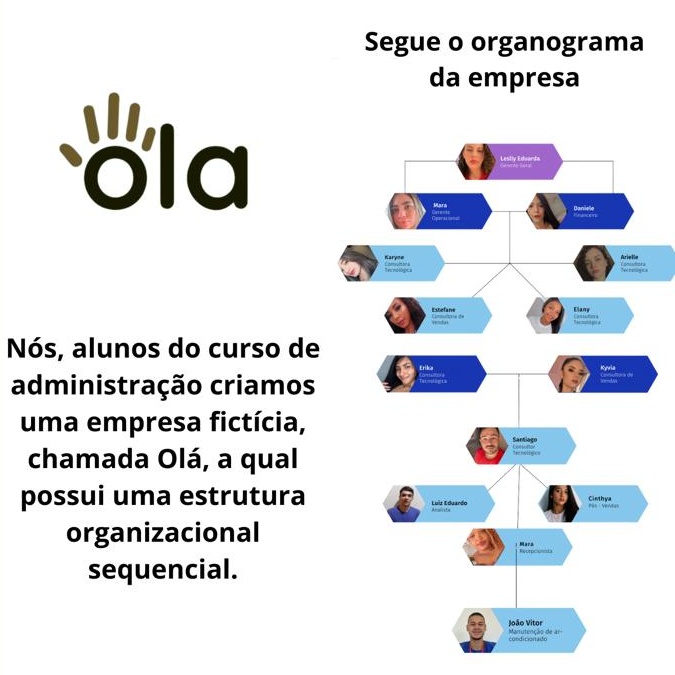 Segue o organograma
da empresa
ola
Nós, alunos do curso de
administração criamos
uma empresa fictícia,
chamada Olá, a qual
possui uma estrutura
organizacional
sequencial.
Leslly Eduarda
Gerente Geral
Mara
Gerente
Operacional
Daniele
Financeiro
Karyne
Consultora
Tecnológica
Arielle
Consultora
Tecnológica
Estefane
Consultora de
Vendas
Eiany
Consultora
Tecnológica
Erika
Consultora
Tecnológica
Kyvia
Consultora de
Vendas
Santiago
Consultor
Tecnológico
Luiz Eduardo
Analista
Cinthya
Pós - Vendas
Mara
Recepcionista
João Vitor
Manutenção de ar-
condicionado